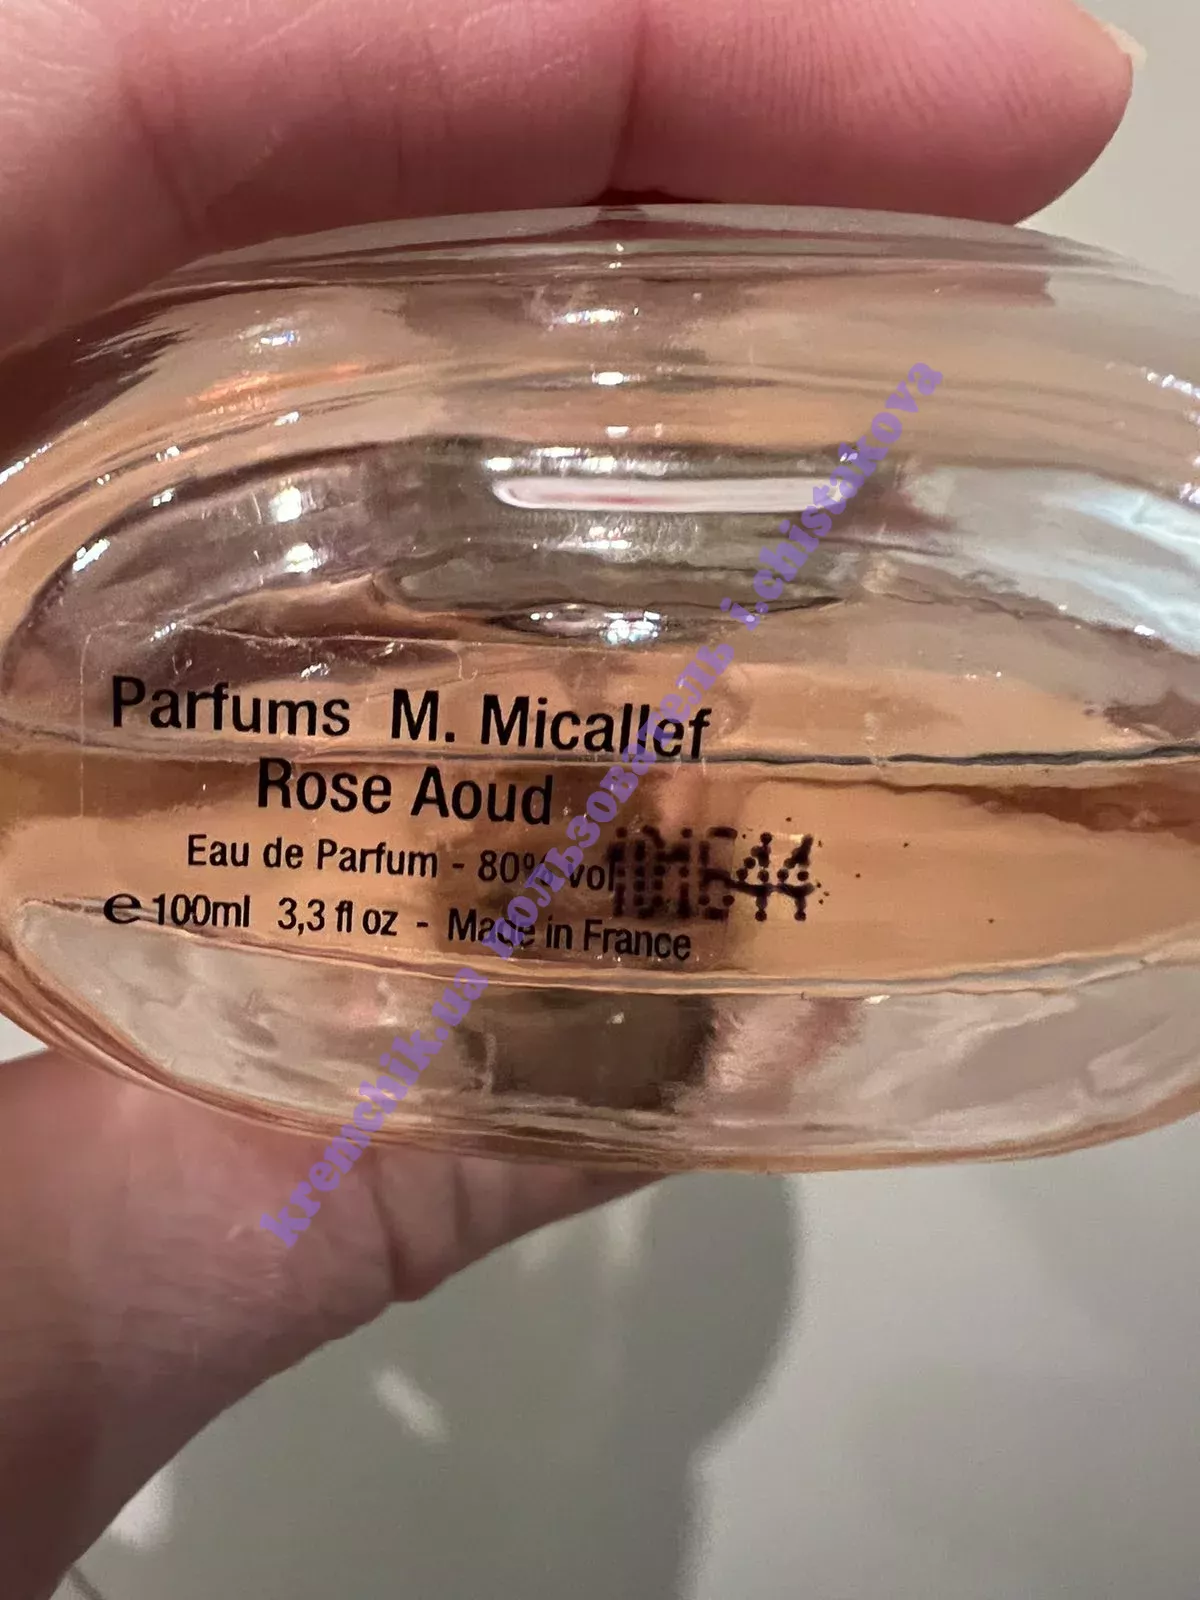 Parfums M. Micallef
Rose Aoud
Eau de Parfum - 80% vol
e 100ml 3,3 fl oz - Made in France
kremchik.ua пользователь i.chistakova